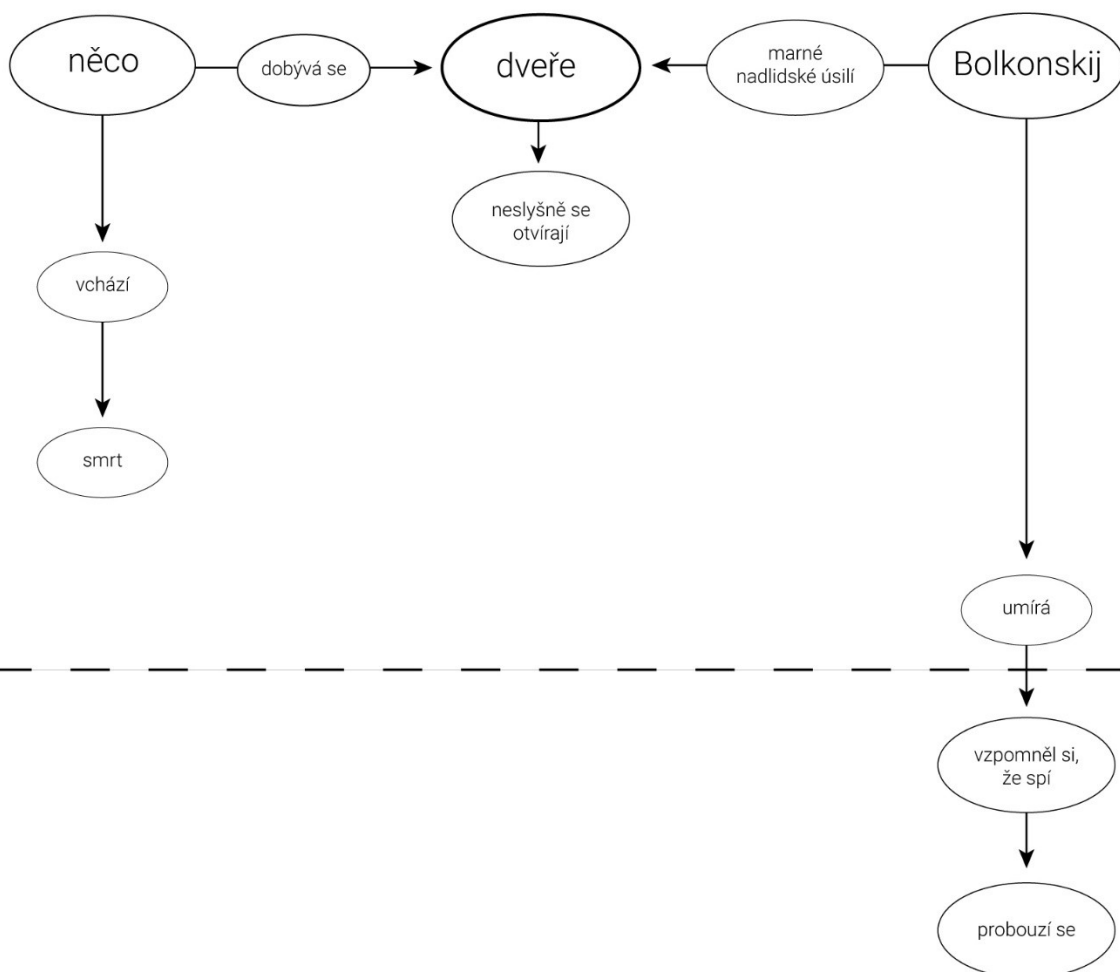 něco
dobývá se
dveře
marné
nadlidské úsilí
Bolkonskij
neslyšně se
otvírají
vchází
smrt
umírá
vzpomněl si,
že spí
probouzí se